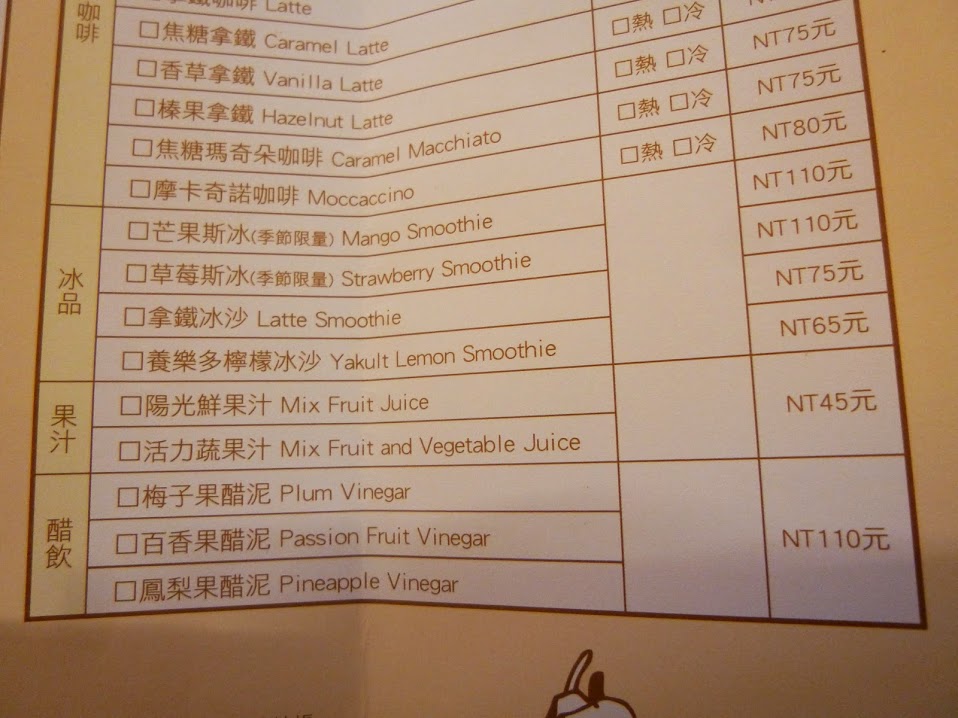 咖啡
拿鐵咖啡 Latte
□焦糖拿鐵 Caramel Latte
□香草拿鐵 Vanilla Latte □熱 □冷
□榛果拿鐵 Hazelnut Latte □熱 □冷 NT75元
□焦糖瑪奇朵咖啡 Caramel Macchiato □熱 □冷 NT75元
□摩卡奇諾咖啡 Moccaccino □熱 □冷 NT80元
冰品
□芒果斯冰(季節限量) Mango Smoothie NT110元
□草莓斯冰(季節限量) Strawberry Smoothie NT110元
□拿鐵冰沙 Latte Smoothie NT75元
□養樂多檸檬冰沙 Yakult Lemon Smoothie NT65元
果汁
□陽光鮮果汁 Mix Fruit Juice
□活力蔬果汁 Mix Fruit and Vegetable Juice
NT45元
醋飲
□梅子果醋泥 Plum Vinegar
□百香果醋泥 Passion Fruit Vinegar
□鳳梨果醋泥 Pineapple Vinegar
NT110元